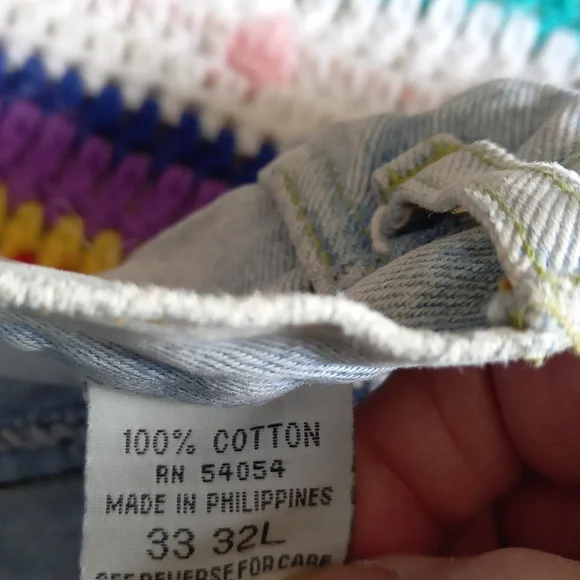 100% COTTON
RN 54054
MADE IN PHILIPPINES
33 32L
SEE REVERSE FOR CARE